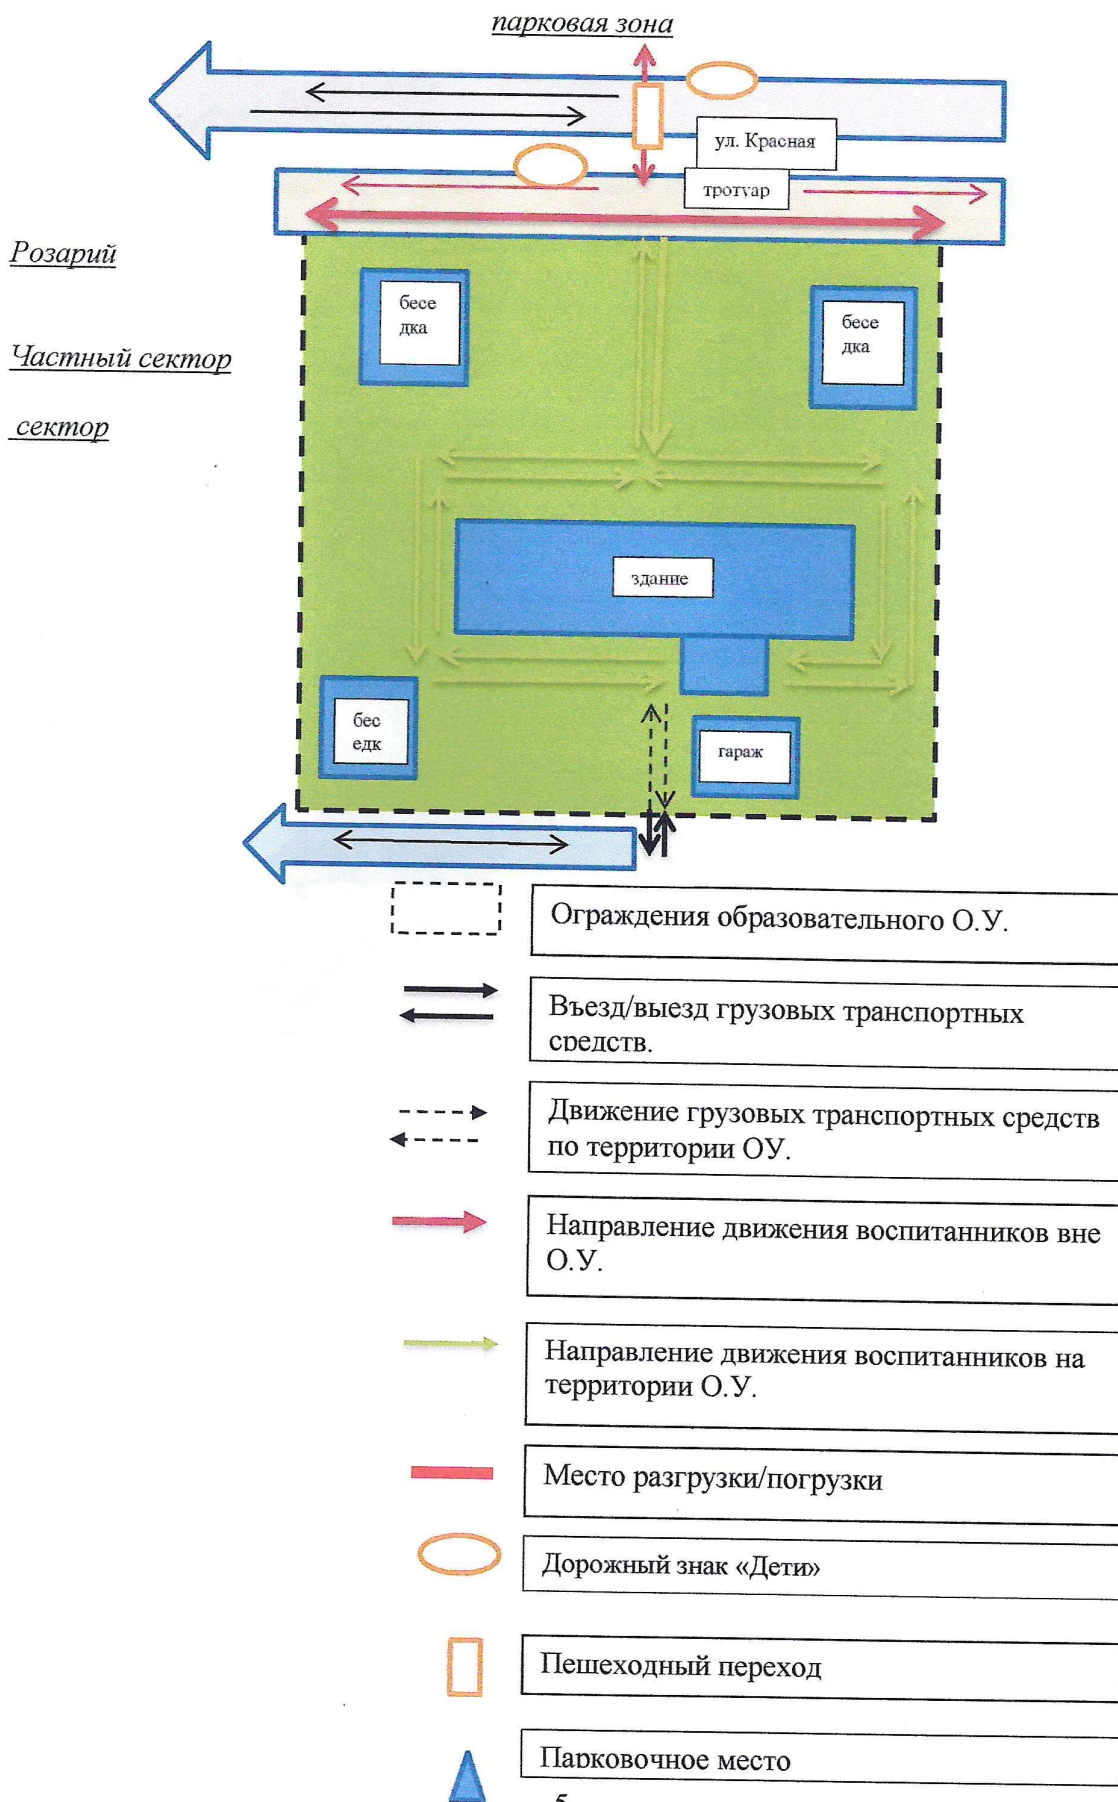 парковая зона
ул. Красная
тротуар
Розарий
бесе
дка
бесе
дка
Частный сектор
сектор
здание
бес
едк
гараж
Ограждения образовательного О.У.
Въезд/выезд грузовых транспортных
средств.
Движение грузовых транспортных средств
по территории ОУ.
Направление движения воспитанников вне
О.У.
Направление движения воспитанников на
территории О.У.
Место разгрузки/погрузки
Дорожный знак «Дети»
Пешеходный переход
Парковочное место